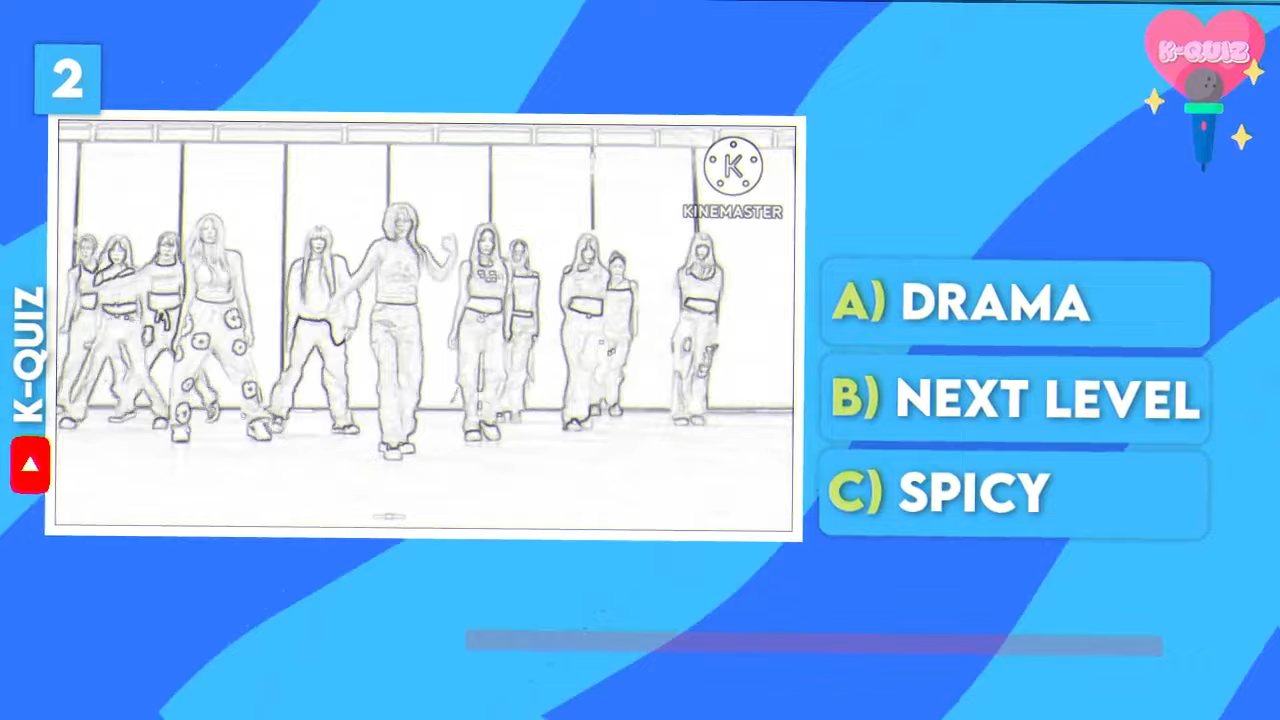 2
K-QUIZ
K
KINEMASTER
A) DRAMA
B) NEXT LEVEL
C) SPICY
K-QUIZ